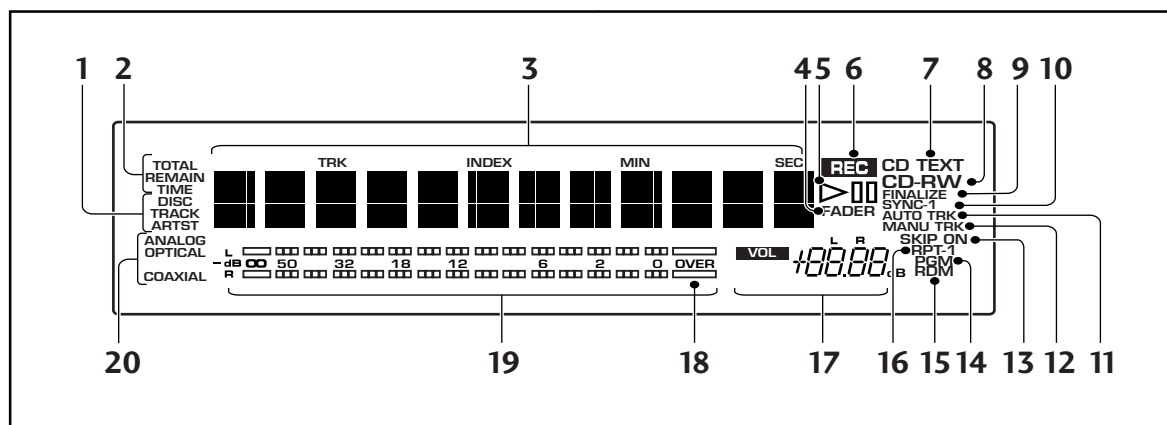 1 2 3 4 5 6 7 8 9 10
TOTAL
REMAIN
TIME
DISC
TRACK
ARTST
ANALOG
OPTICAL
COAXIAL
TRK INDEX MIN SEC
REC
FADER
CD TEXT
CD-RW
FINALIZE
SYNC-1
AUTO TRK
MANU TRK
SKIP ON
RPT-1
PGM
RDM
L
-dB ∞ 50 32 18 12 6 2 0 OVER
R
VOL
L R
+88.88 dB
20 19 18 17 16 15 14 13 12 11